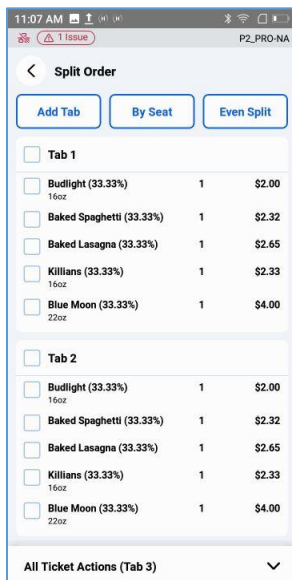 11:07 AM
1 Issue
P2_PRO-NA
Split Order
Add Tab
By Seat
Even Split
Tab 1
Budlight (33.33%) 1 $2.00
16oz
Baked Spaghetti (33.33%) 1 $2.32
Baked Lasagna (33.33%) 1 $2.65
Killians (33.33%) 1 $2.33
16oz
Blue Moon (33.33%) 1 $4.00
22oz
Tab 2
Budlight (33.33%) 1 $2.00
16oz
Baked Spaghetti (33.33%) 1 $2.32
Baked Lasagna (33.33%) 1 $2.65
Killians (33.33%) 1 $2.33
16oz
Blue Moon (33.33%) 1 $4.00
22oz
All Ticket Actions (Tab 3)